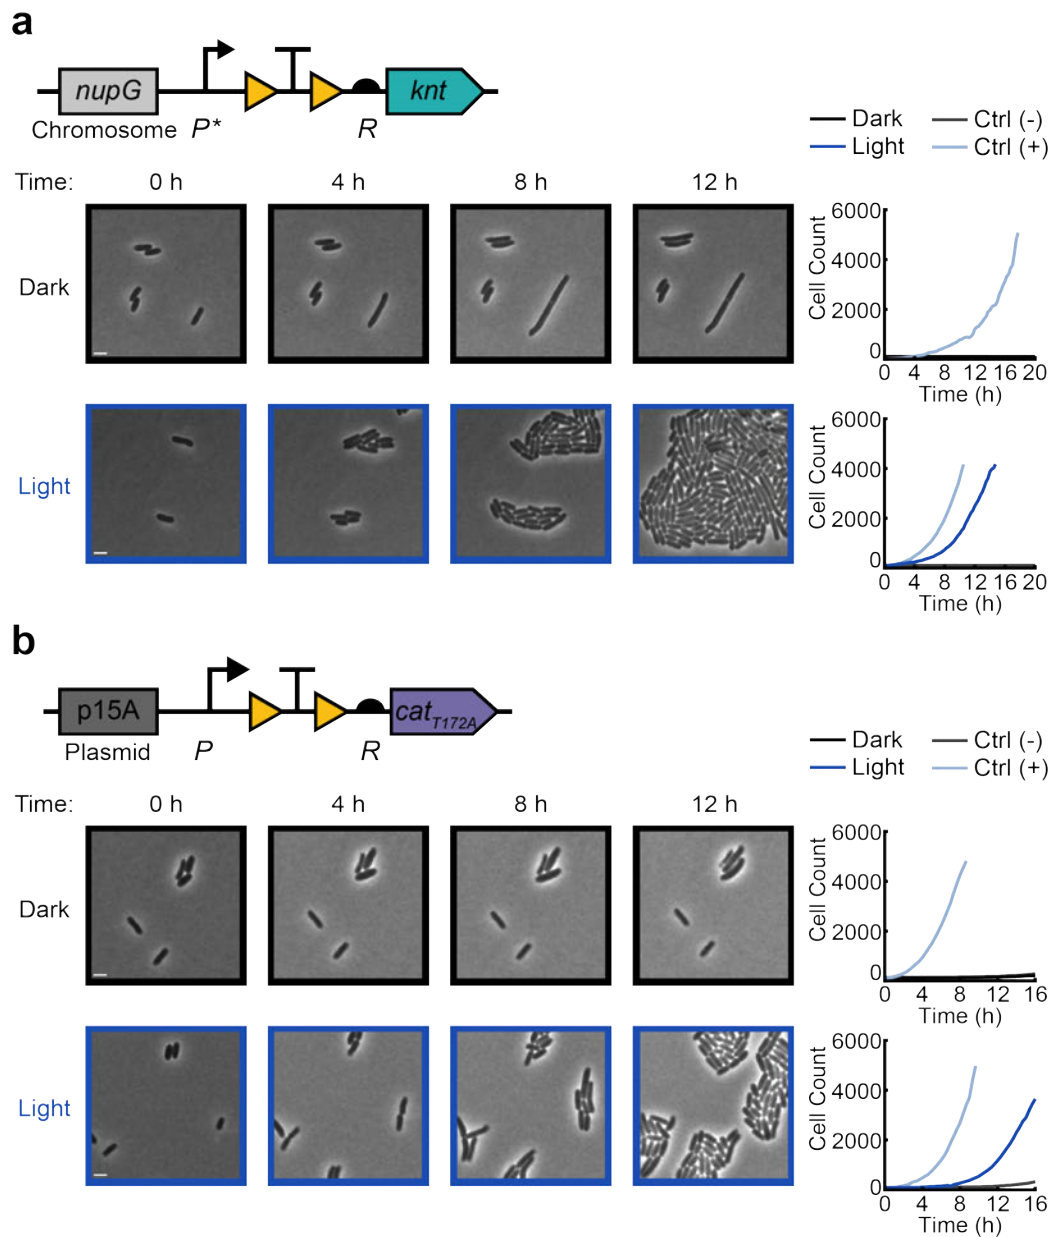 a
nupG
knt
Chromosome P* R
Dark Ctrl (-)
Light Ctrl (+)
Time: 0 h 4 h 8 h 12 h
Dark
6000
4000
2000
0
Cell Count
0 4 8 12 16 20
Time (h)
Light
6000
4000
2000
0
Cell Count
0 4 8 12 16 20
Time (h)
b
p15A
cat T172A
Plasmid P R
Dark Ctrl (-)
Light Ctrl (+)
Time: 0 h 4 h 8 h 12 h
Dark
6000
4000
2000
0
Cell Count
0 4 8 12 16
Time (h)
Light
6000
4000
2000
0
Cell Count
0 4 8 12 16
Time (h)